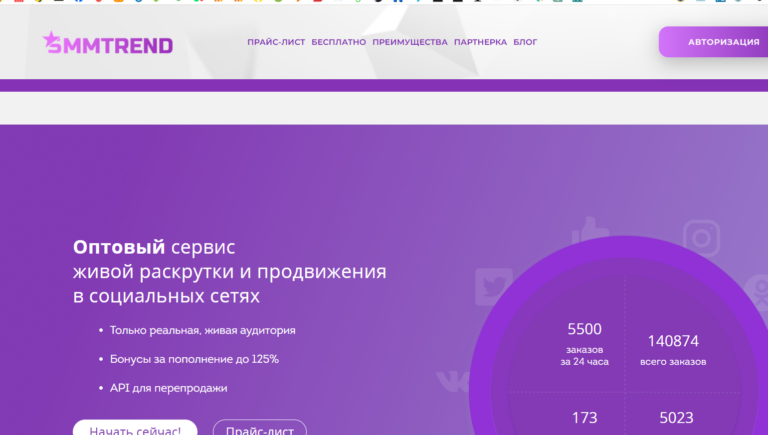 SMMTREND
ПРАЙС-ЛИСТ БЕСПЛАТНО ПРЕИМУЩЕСТВА ПАРТНЕРКА БЛОГ
АВТОРИЗАЦИЯ
Оптовый сервис
живой раскрутки и продвижения
в социальных сетях
• Только реальная, живая аудитория
• Бонусы за пополнение до 125%
• API для перепродажи
Начать сейчас!
Прайс-лист
5500
заказов
за 24 часа
140874
всего заказов
173
5023